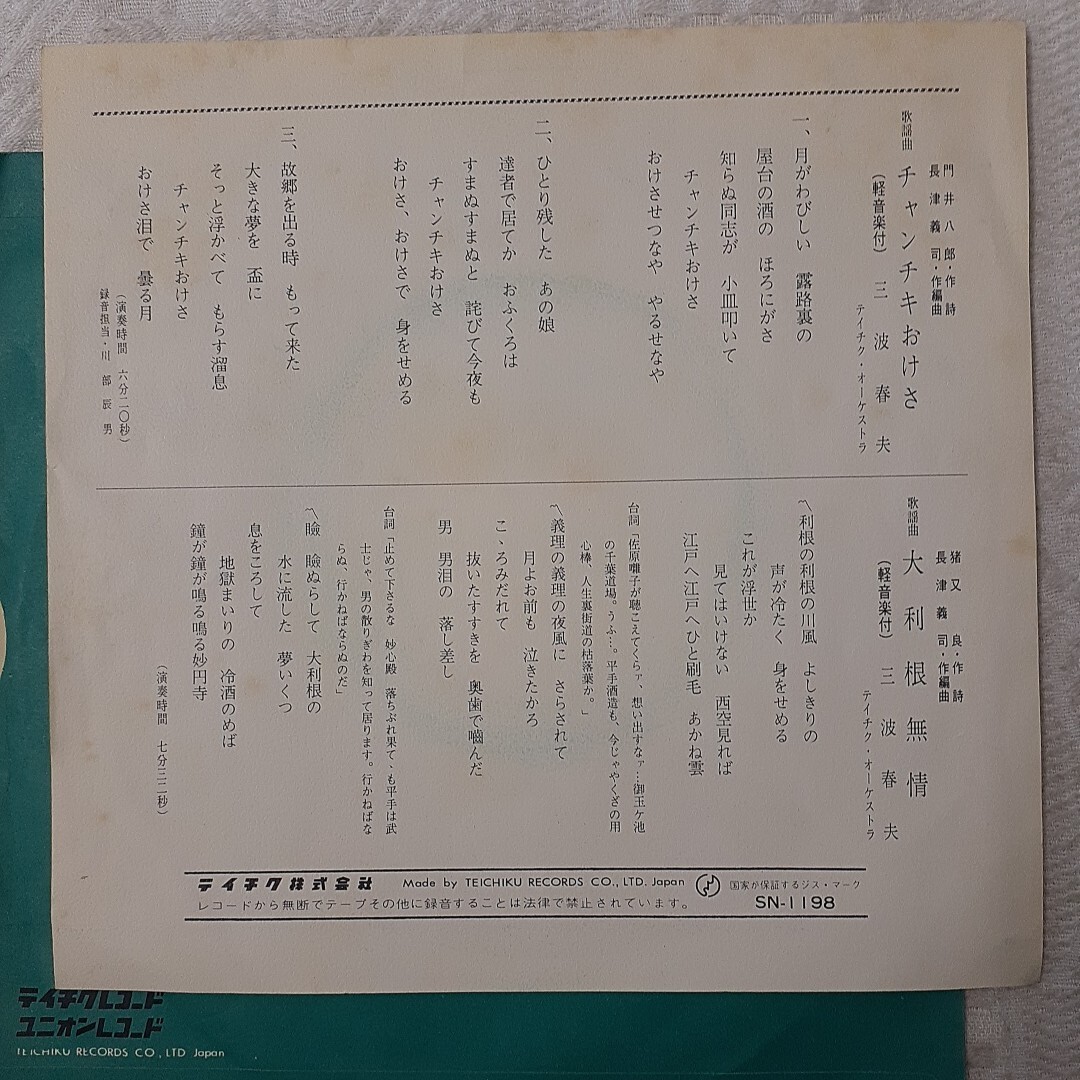 歌謡曲
チャンチキおけさ
(軽音楽付)
門井八郎・作詩
長津義司・作編曲
三波春夫
テイチク・オーケストラ
一、月がわびしい 露路裏の
屋台の酒の ほろにがさ
知らぬ同志が 小皿叩いて
チャンチキおけさ
おけさせつなや やるせなや
二、ひとり残した あの娘
達者で居てか おふくろは
すまぬすまぬと 詫びて今夜も
チャンチキおけさ
おけさ、おけさで 身をせめる
三、故郷を出る時 もって来た
大きな夢を 盃に
そっと浮かべて もらす溜息
チャンチキおけさ
おけさ泪で 曇る月
(演奏時間 六分二〇秒)
録音担当・川部辰男
歌謡曲
大利根無情
(軽音楽付)
猪又良・作詩
長津義司・作編曲
三波春夫
テイチク・オーケストラ
〽利根の利根の川風 よしきりの
声が冷たく 身をせめる
これが浮世か
見てはいけない 西空見れば
江戸へ江戸へひと刷毛 あかね雲
台詞「佐原囃子が聴こえてくらァ、想い出すなァ…御玉ケ池
の千葉道場。うふ…。平手酒造も、今じゃやくざの用
心棒、人生裏街道の枯落葉か。」
〽義理の義理の夜風に さらされて
月よお前も 泣きたかろ
こゝろみだれて
抜いたすすきを 奥歯で嚙んだ
男 男泪の 落し差し
台詞「止めて下さるな 妙心殿 落ちぶれ果てゝも平手は武
士じゃ、男の散りぎわを知って居ります。行かねばな
らぬ、行かねばならぬのだ」
〽瞼 瞼ぬらして 大利根の
水に流した 夢いくつ
息をころして
地獄まいりの 冷酒のめば
鐘が鐘が鳴る鳴る妙円寺
(演奏時間 七分三二秒)
テイチク株式会社 Made by TEICHIKU RECORDS CO., LTD. Japan 国家が保証するジス・マーク
レコードから無断でテープその他に録音することは法律で禁止されています。 SN-1198
テイチクレコード
ユニオンレコード
TEICHIKU RECORDS CO., LTD Japan